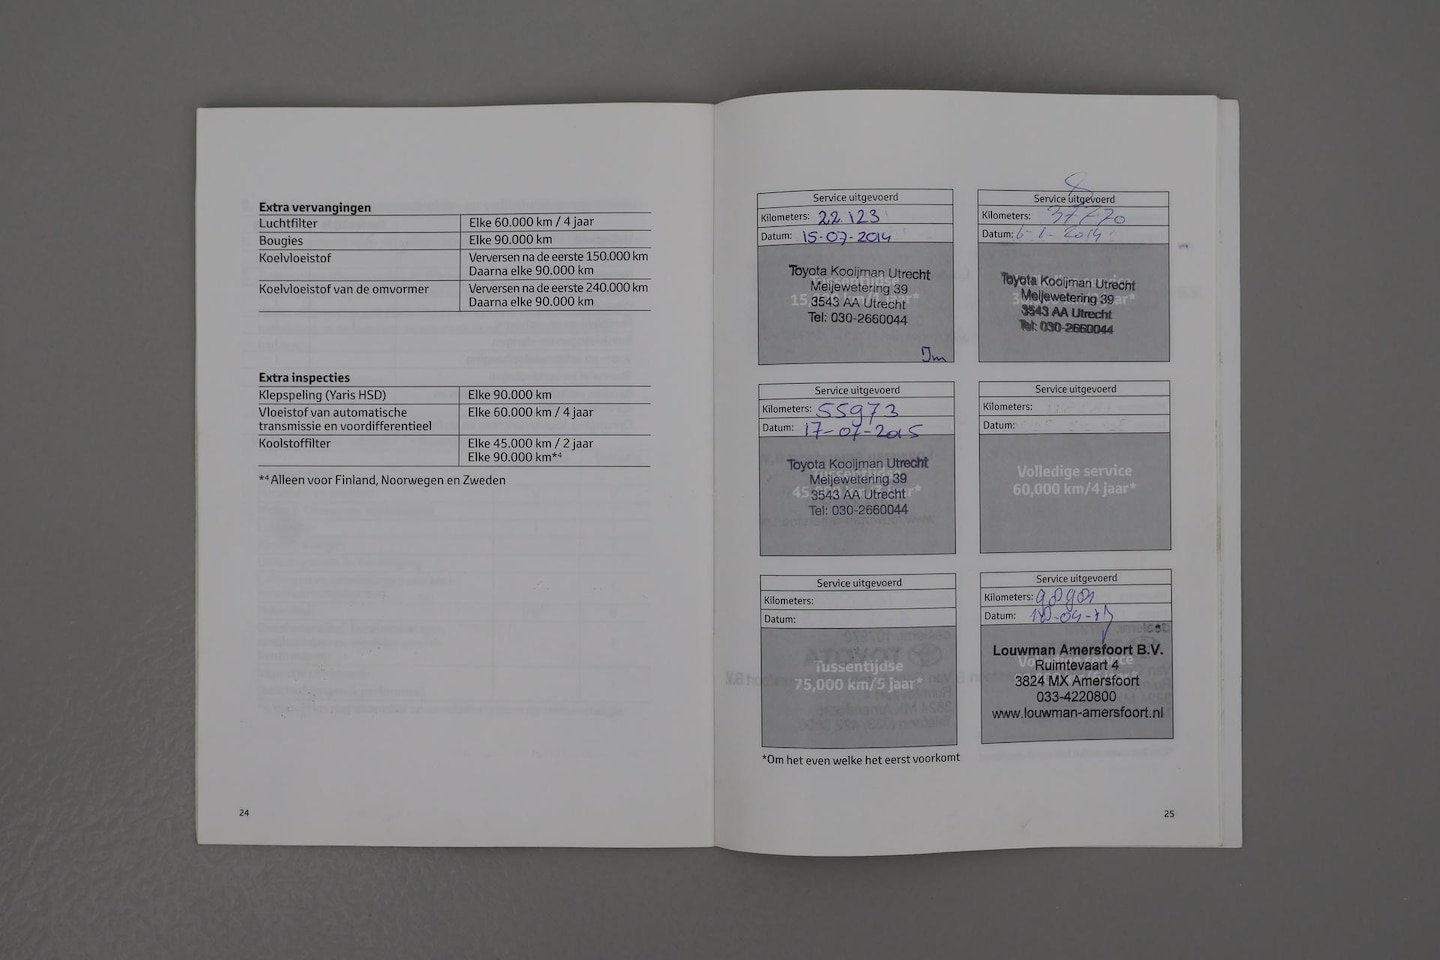 Extra vervangingen
Luchtfilter Elke 60.000 km / 4 jaar
Bougies Elke 90.000 km
Koelvloeistof Verversen na de eerste 150.000 km
Daarna elke 90.000 km
Koelvloeistof van de omvormer Verversen na de eerste 240.000 km
Daarna elke 90.000 km
Extra inspecties
Klepspeling (Yaris HSD) Elke 90.000 km
Vloeistof van automatische Elke 60.000 km / 4 jaar
transmissie en voordifferentieel
Koolstoffilter Elke 45.000 km / 2 jaar
Elke 90.000 km*4
*4 Alleen voor Finland, Noorwegen en Zweden
24
Service uitgevoerd
Kilometers: 22.123
Datum: 15-07-2014
Toyota Kooijman Utrecht
Meijewetering 39
3543 AA Utrecht
Tel: 030-2660044
Service uitgevoerd
Kilometers: 37770
Datum: 6-1-2014
Toyota Kooijman Utrecht
Meijewetering 39
3543 AA Utrecht
Tel: 030-2660044
Service uitgevoerd
Kilometers: 55973
Datum: 17-07-2015
Toyota Kooijman Utrecht
Meijewetering 39
3543 AA Utrecht
Tel: 030-2660044
Service uitgevoerd
Kilometers:
Datum:
Volledige service
60,000 km/4 jaar*
Service uitgevoerd
Kilometers:
Datum:
Tussentijdse
75,000 km/5 jaar*
Service uitgevoerd
Kilometers:
Datum:
Louwman Amersfoort B.V.
Ruimtevaart 4
3824 MX Amersfoort
033-4220800
www.louwman-amersfoort.nl
*Om het even welke het eerst voorkomt
25